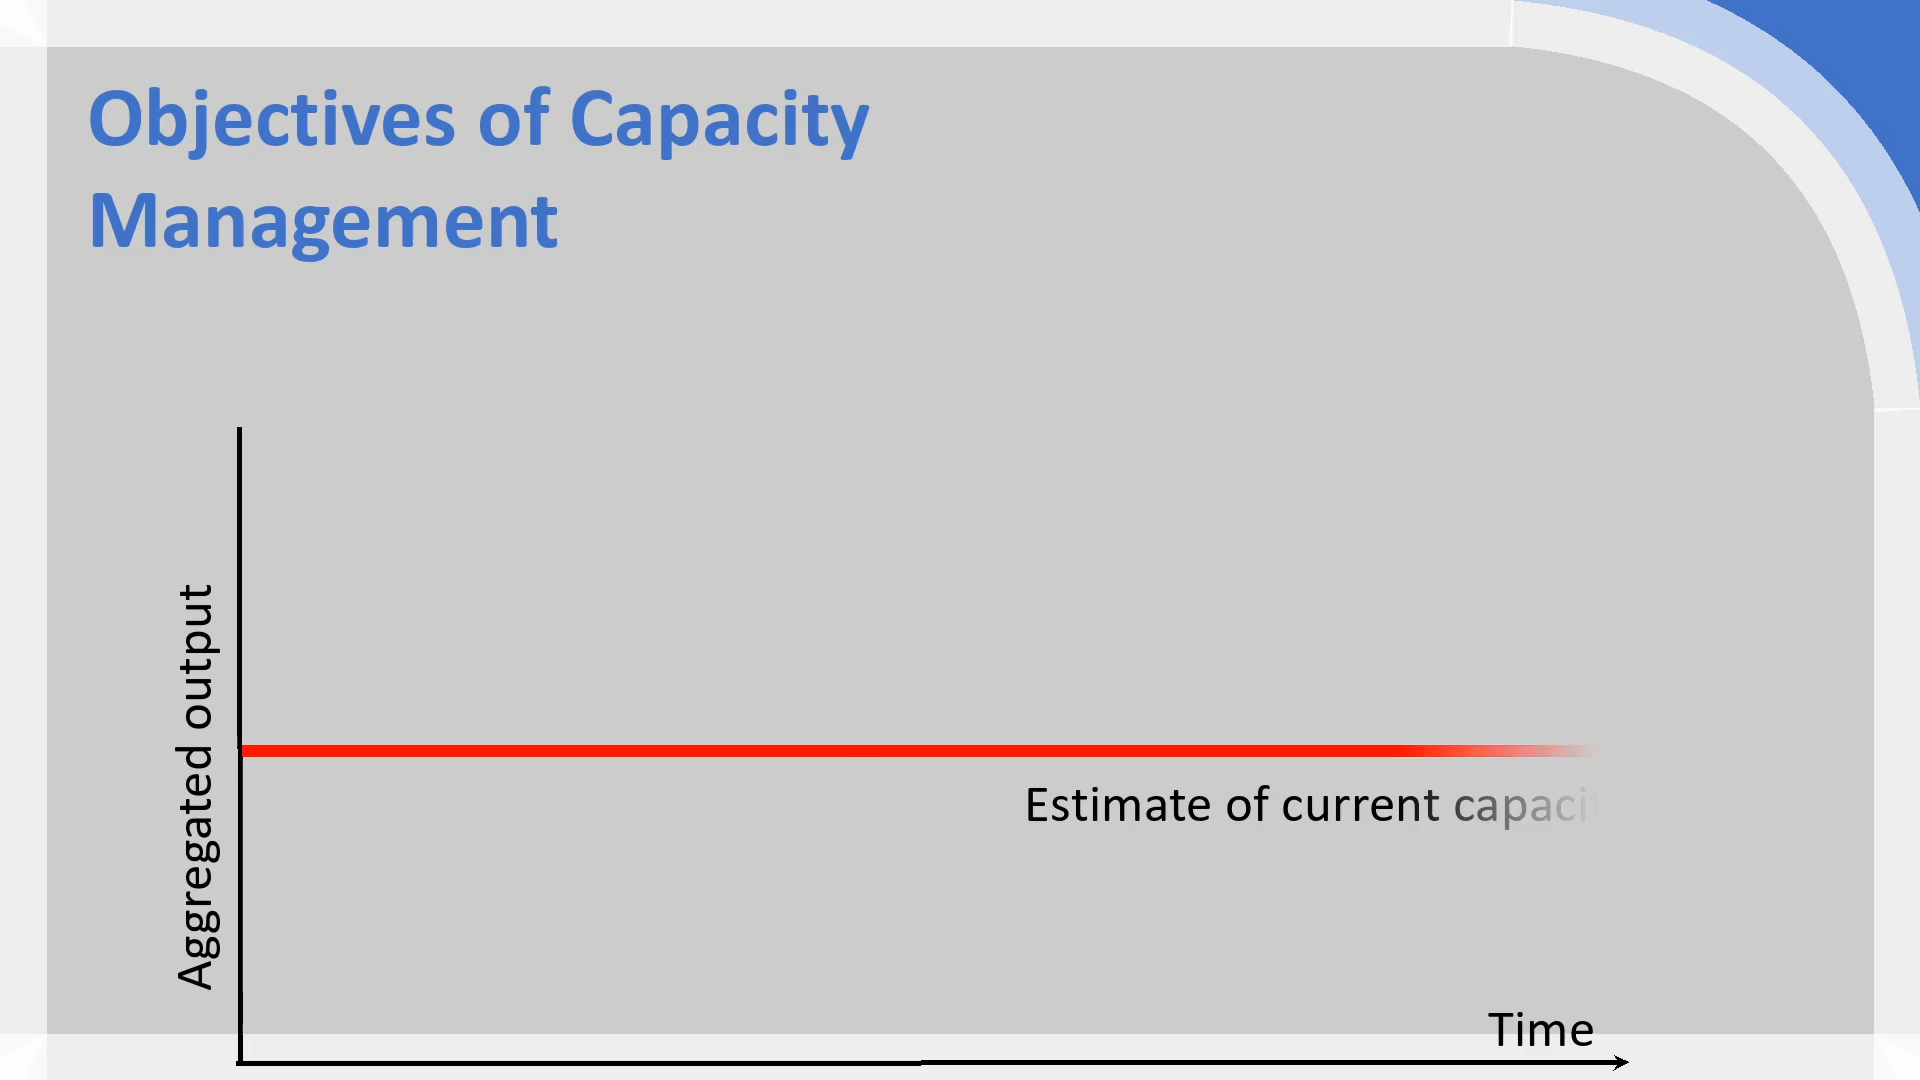 Objectives of Capacity
Management
Aggregated output
Estimate of current capaci
Time